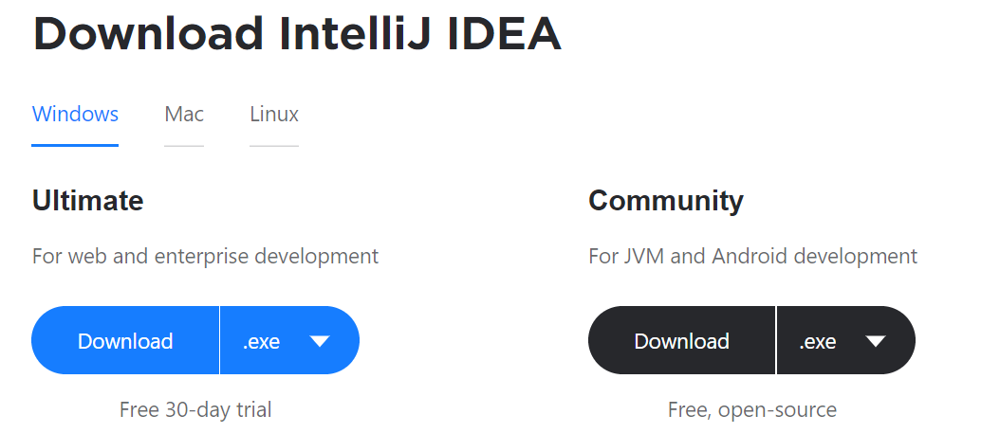 Download IntelliJ IDEA
Windows Mac Linux
Ultimate
For web and enterprise development
Download .exe
Free 30-day trial
Community
For JVM and Android development
Download .exe
Free, open-source